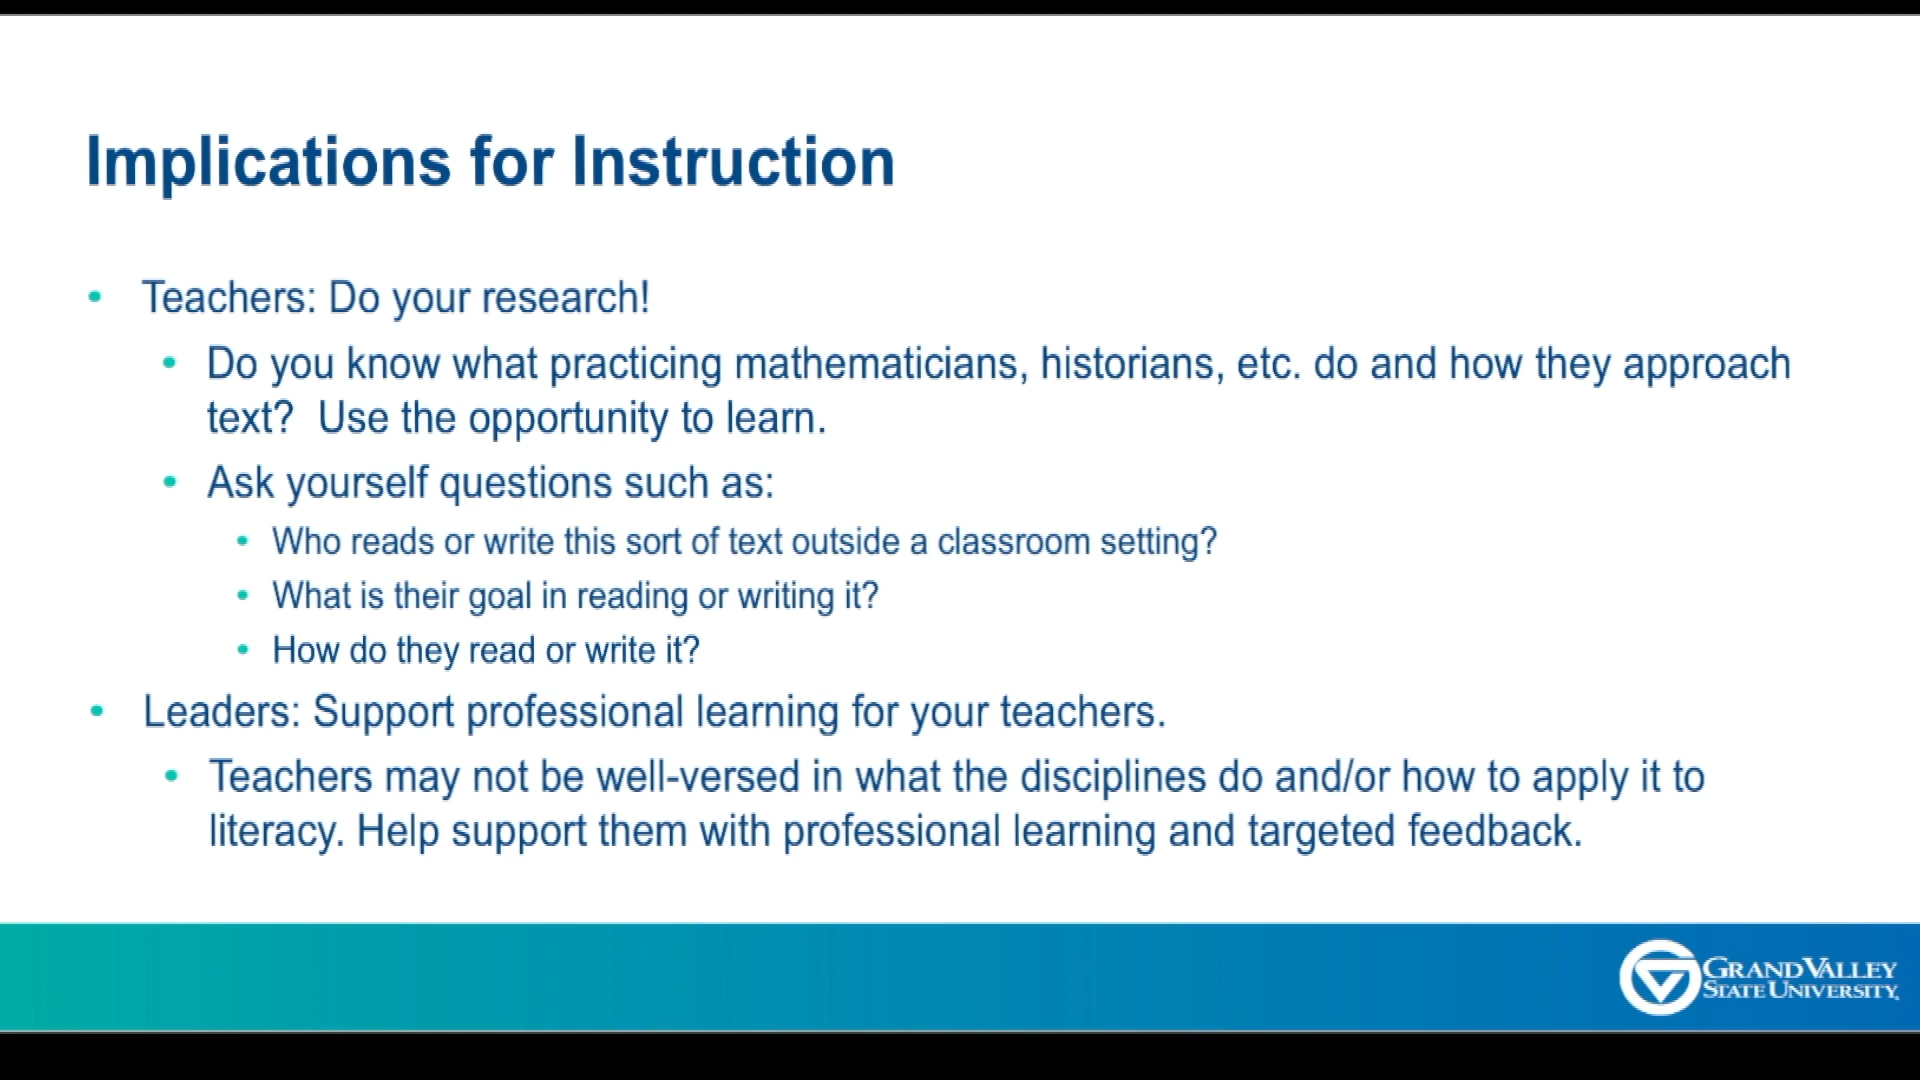 Implications for Instruction
• Teachers: Do your research!
• Do you know what practicing mathematicians, historians, etc. do and how they approach
text?  Use the opportunity to learn.
• Ask yourself questions such as:
• Who reads or write this sort of text outside a classroom setting?
• What is their goal in reading or writing it?
• How do they read or write it?
• Leaders: Support professional learning for your teachers.
• Teachers may not be well-versed in what the disciplines do and/or how to apply it to
literacy. Help support them with professional learning and targeted feedback.
GRAND VALLEY
STATE UNIVERSITY